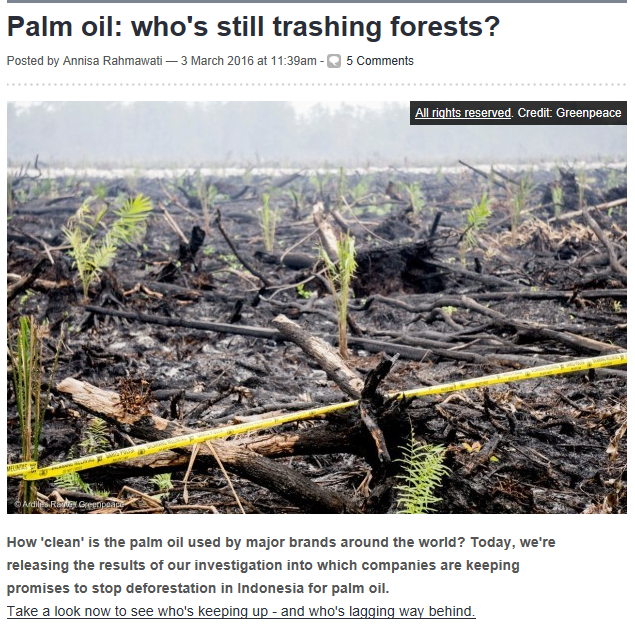 Palm oil: who's still trashing forests?
Posted by Annisa Rahmawati — 3 March 2016 at 11:39am - 5 Comments
All rights reserved. Credit: Greenpeace
© Ardiles Rante / Greenpeace
How 'clean' is the palm oil used by major brands around the world? Today, we're
releasing the results of our investigation into which companies are keeping
promises to stop deforestation in Indonesia for palm oil.
Take a look now to see who's keeping up - and who's lagging way behind.